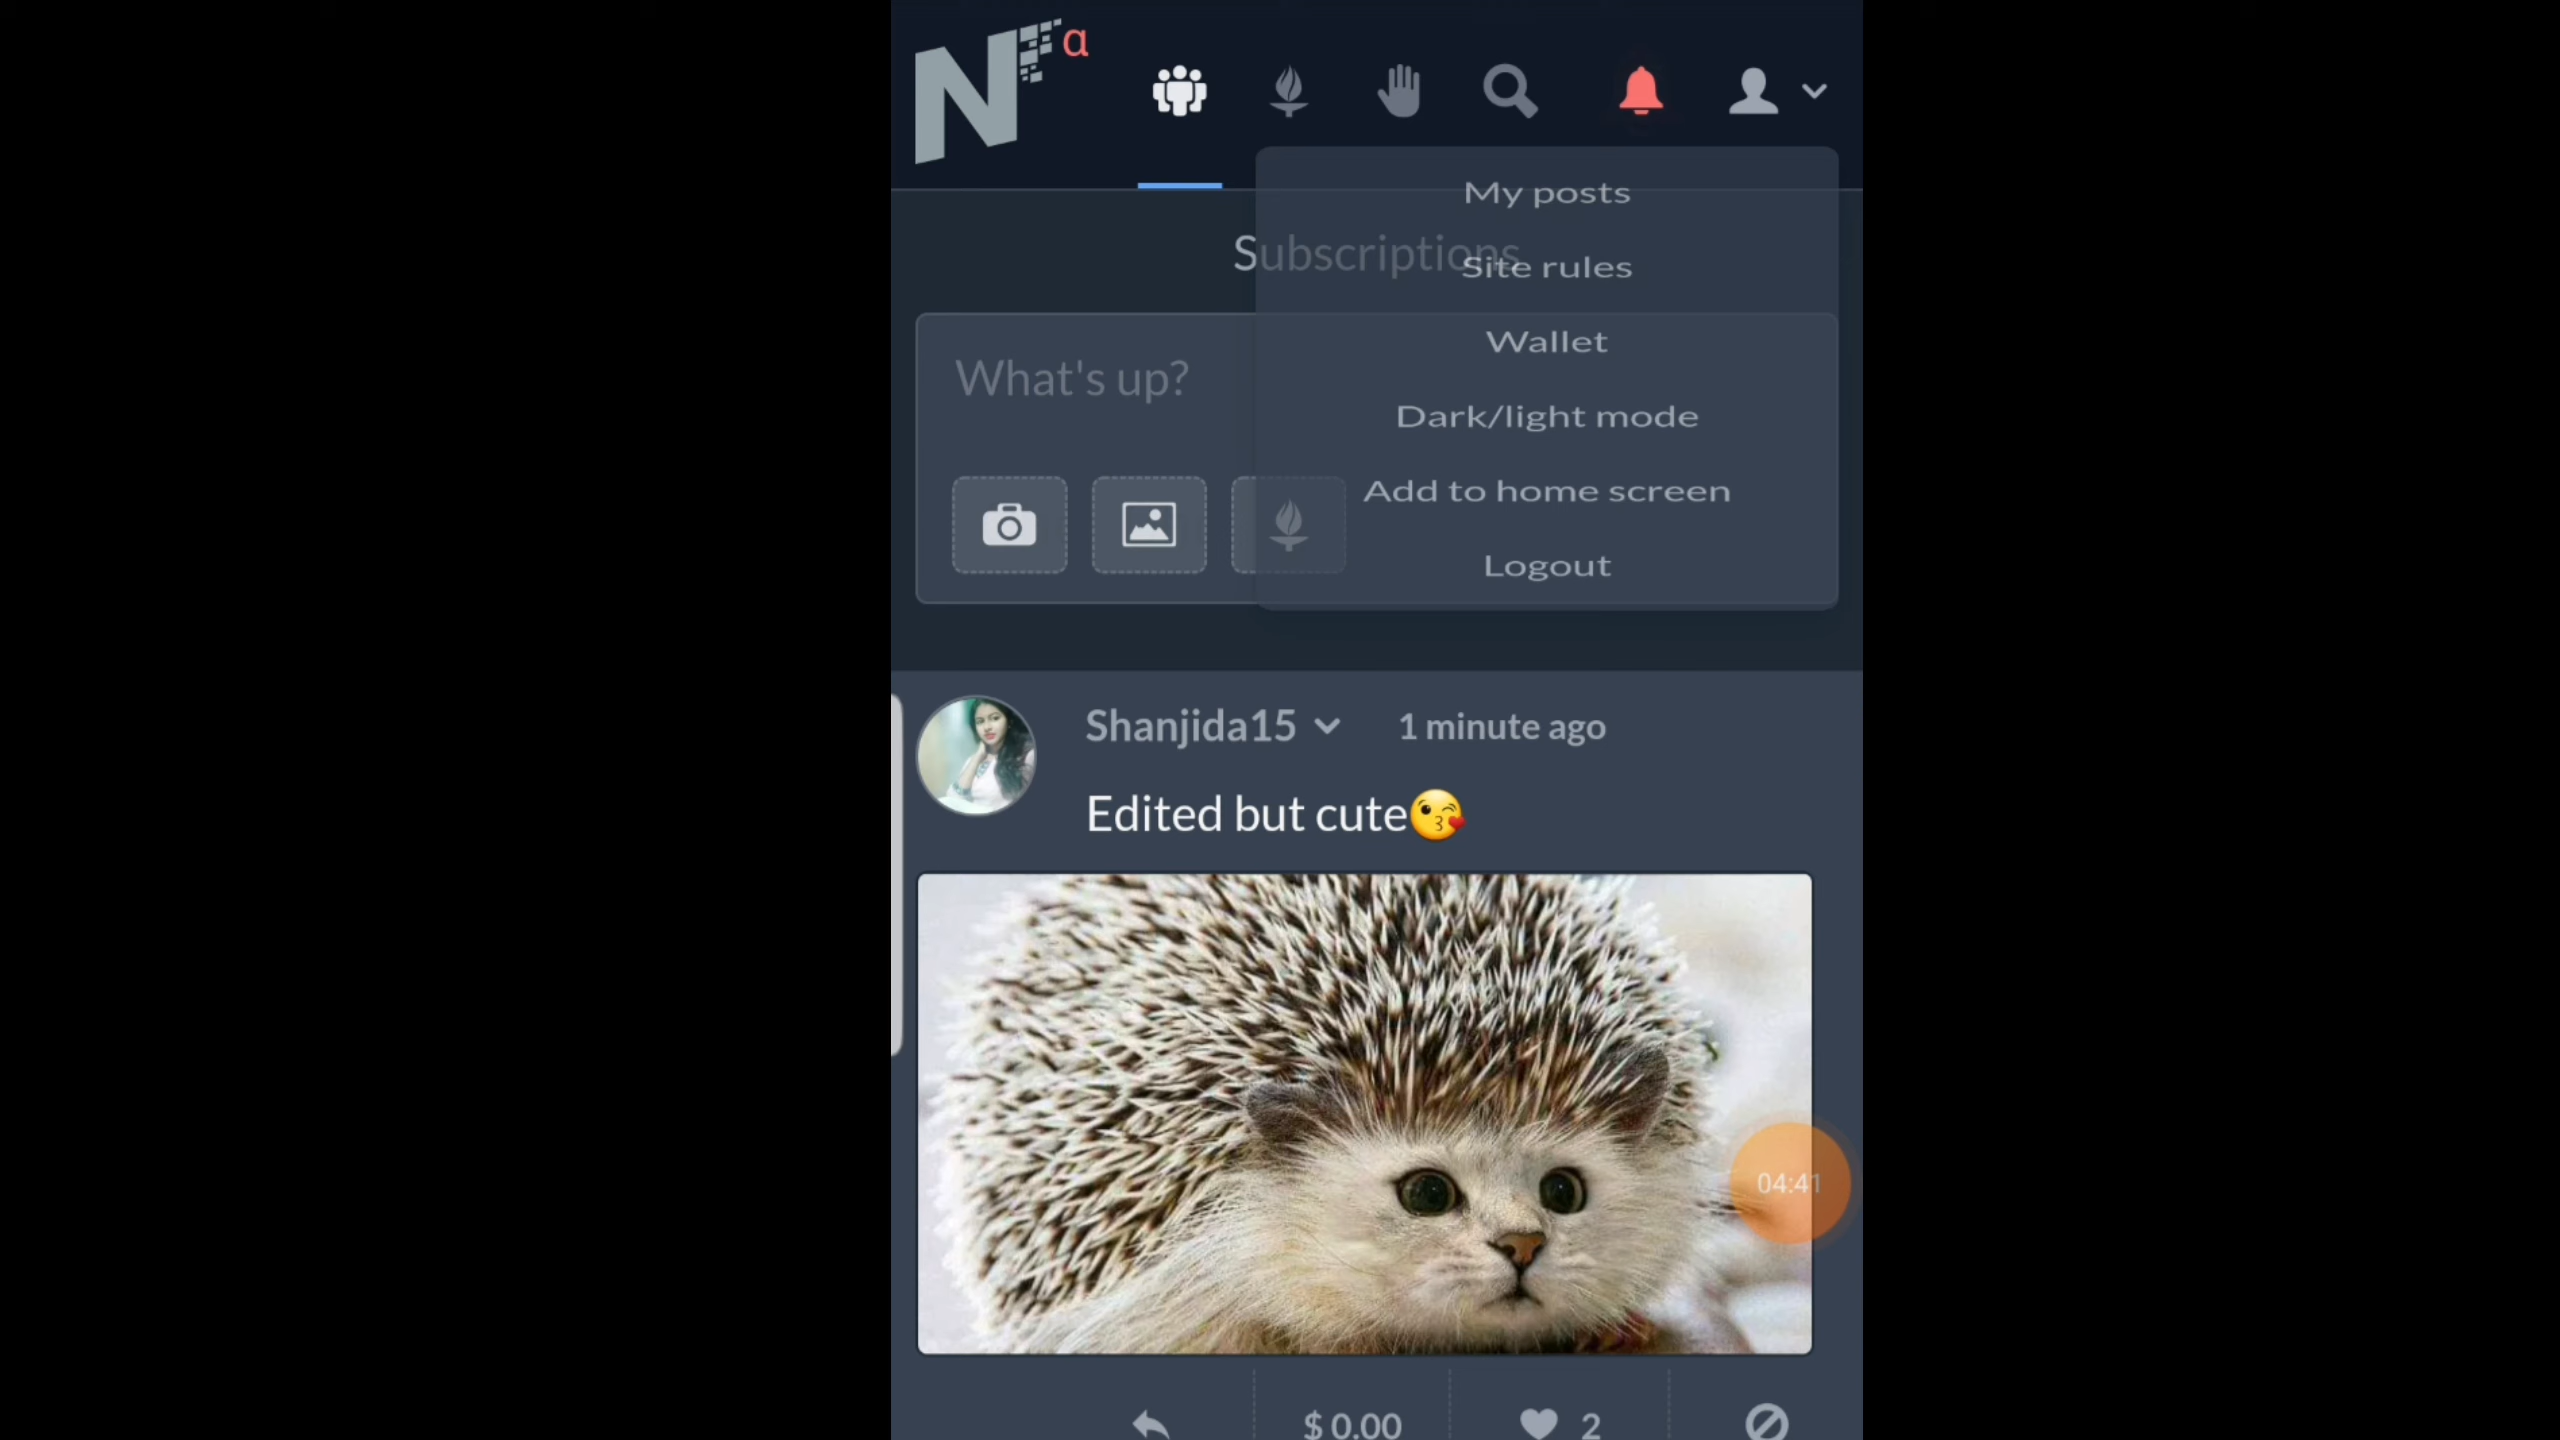 N α
My posts
Subscriptions
Site rules
Wallet
What's up?
Dark/light mode
Add to home screen
Logout
Shanjida15 1 minute ago
Edited but cute😘
04:41
$ 0.00 2